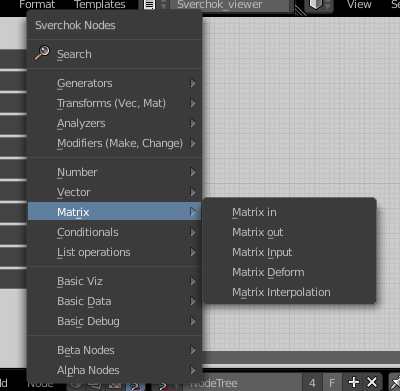 Templates
Sverchok_viewer
View
Se
Sverchok Nodes
Search
Generators
Transforms (Vec, Mat)
Analyzers
Modifiers (Make, Change)
Number
Vector
Matrix
Conditionals
List operations
Matrix in
Matrix out
Matrix Input
Matrix Deform
Matrix Interpolation
Basic Viz
Basic Data
Basic Debug
Beta Nodes
Alpha Nodes
Node
NodeTree
4
F